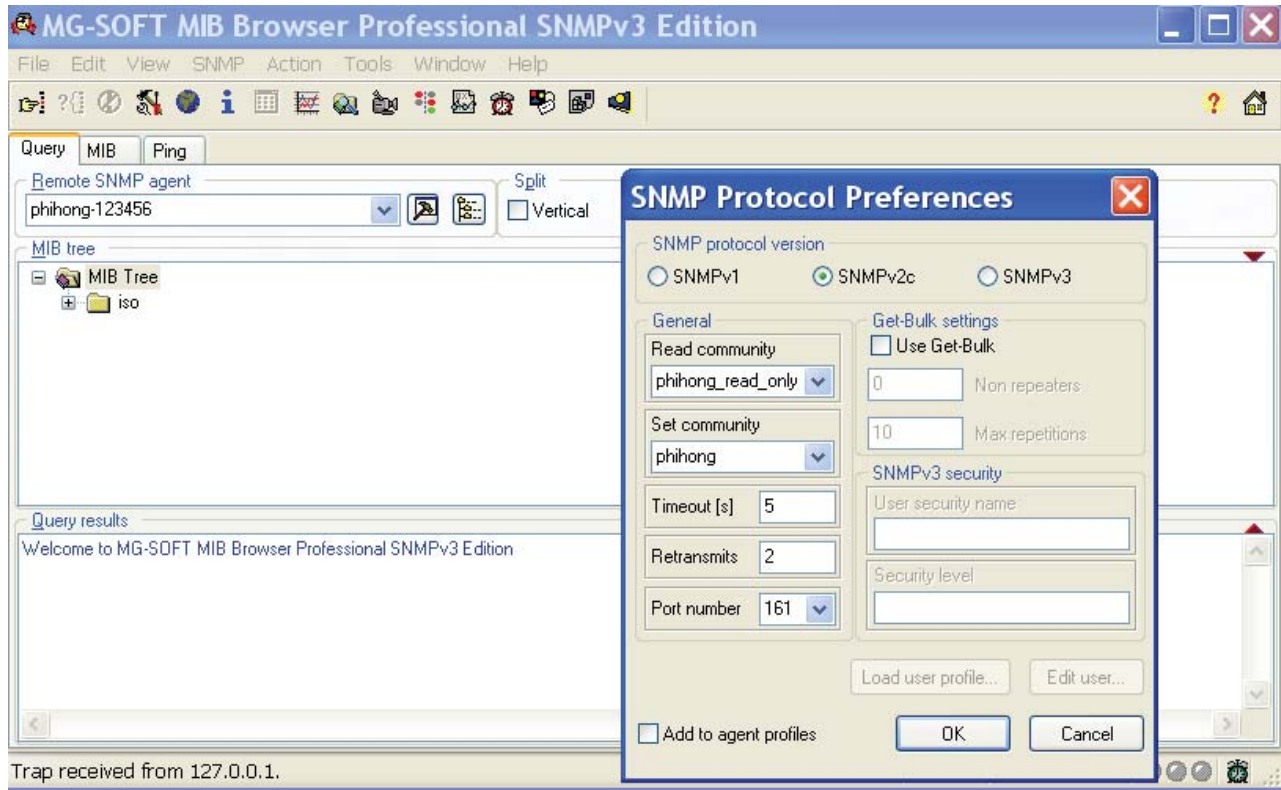 MG-SOFT MIB Browser Professional SNMPv3 Edition
File Edit View SNMP Action Tools Window Help
Query MIB Ping
Remote SNMP agent
phihong-123456
Split
Vertical
MIB tree
MIB Tree
iso
Query results
Welcome to MG-SOFT MIB Browser Professional SNMPv3 Edition
Trap received from 127.0.0.1.
SNMP Protocol Preferences
SNMP protocol version
SNMPv1 SNMPv2c SNMPv3
General
Read community
phihong_read_only
Set community
phihong
Timeout [s] 5
Retransmits 2
Port number 161
Get-Bulk settings
Use Get-Bulk
0 Non repeaters
10 Max repetitions
SNMPv3 security
User security name
Security level
Load user profile... Edit user...
Add to agent profiles
OK Cancel